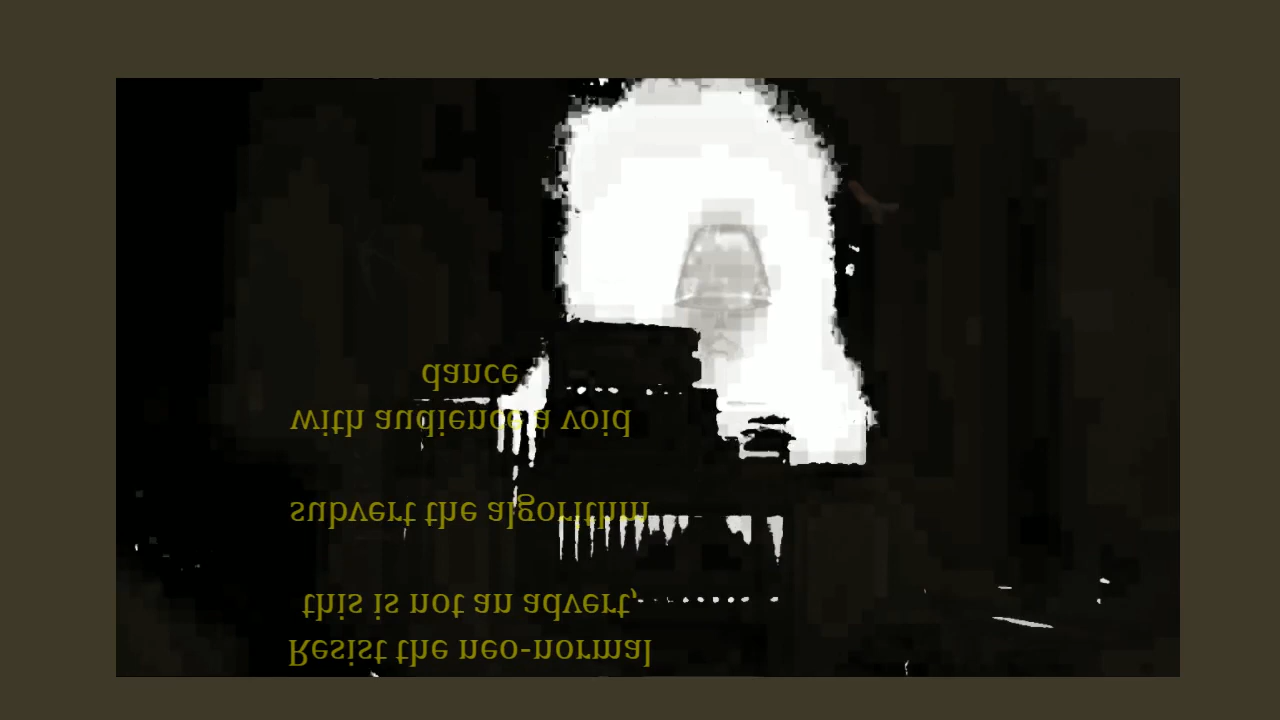 Resist the neo-normal
this is not an advert,
subvert the algorithm
with audience a void
dance